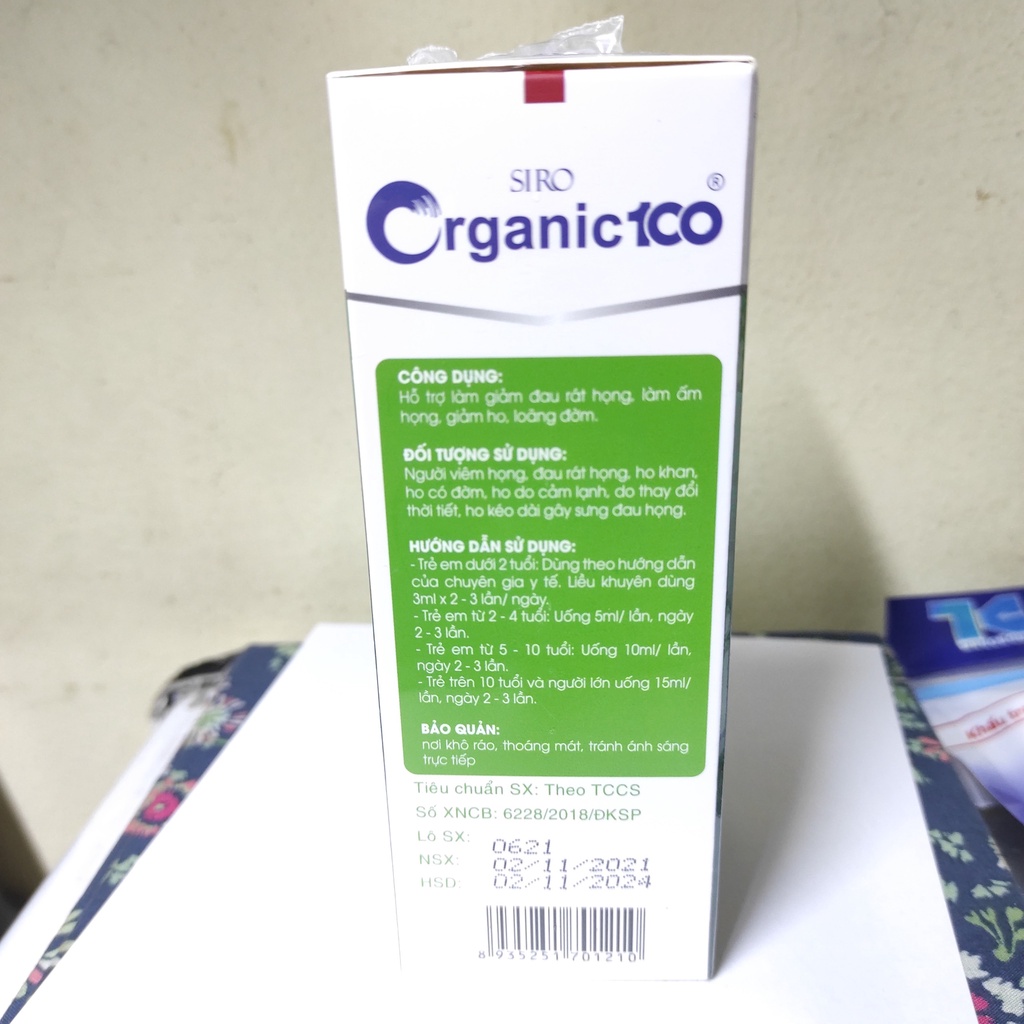 SIRO
Organic100®
CÔNG DỤNG:
Hỗ trợ làm giảm đau rát họng, làm ấm
họng, giảm ho, loãng đờm.
ĐỐI TƯỢNG SỬ DỤNG:
Người viêm họng, đau rát họng, ho khan,
ho có đờm, ho do cảm lạnh, do thay đổi
thời tiết, ho kéo dài gây sưng đau họng.
HƯỚNG DẪN SỬ DỤNG:
- Trẻ em dưới 2 tuổi: Dùng theo hướng dẫn
của chuyên gia y tế. Liều khuyên dùng
3ml x 2 - 3 lần/ ngày.
- Trẻ em từ 2 - 4 tuổi: Uống 5ml/ lần, ngày
2 - 3 lần.
- Trẻ em từ 5 - 10 tuổi: Uống 10ml/ lần,
ngày 2 - 3 lần.
- Trẻ trên 10 tuổi và người lớn uống 15ml/
lần, ngày 2 - 3 lần.
BẢO QUẢN:
nơi khô ráo, thoáng mát, tránh ánh sáng
trực tiếp
Tiêu chuẩn SX: Theo TCCS
Số XNCB: 6228/2018/ĐKSP
Lô SX: 0621
NSX: 02/11/2021
HSD: 02/11/2024
8 935251 701210
Khẩu